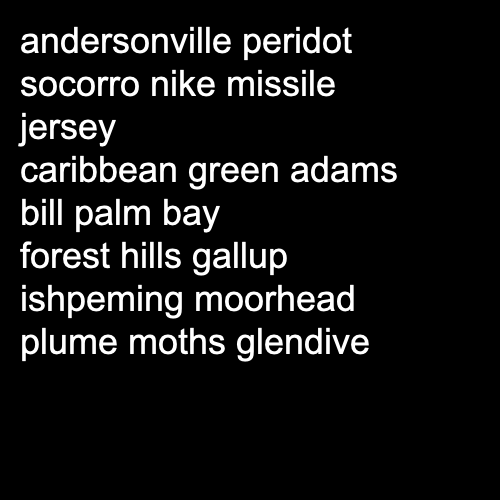 andersonville peridot
socorro nike missile
jersey
caribbean green adams
bill palm bay
forest hills gallup
ishpeming moorhead
plume moths glendive